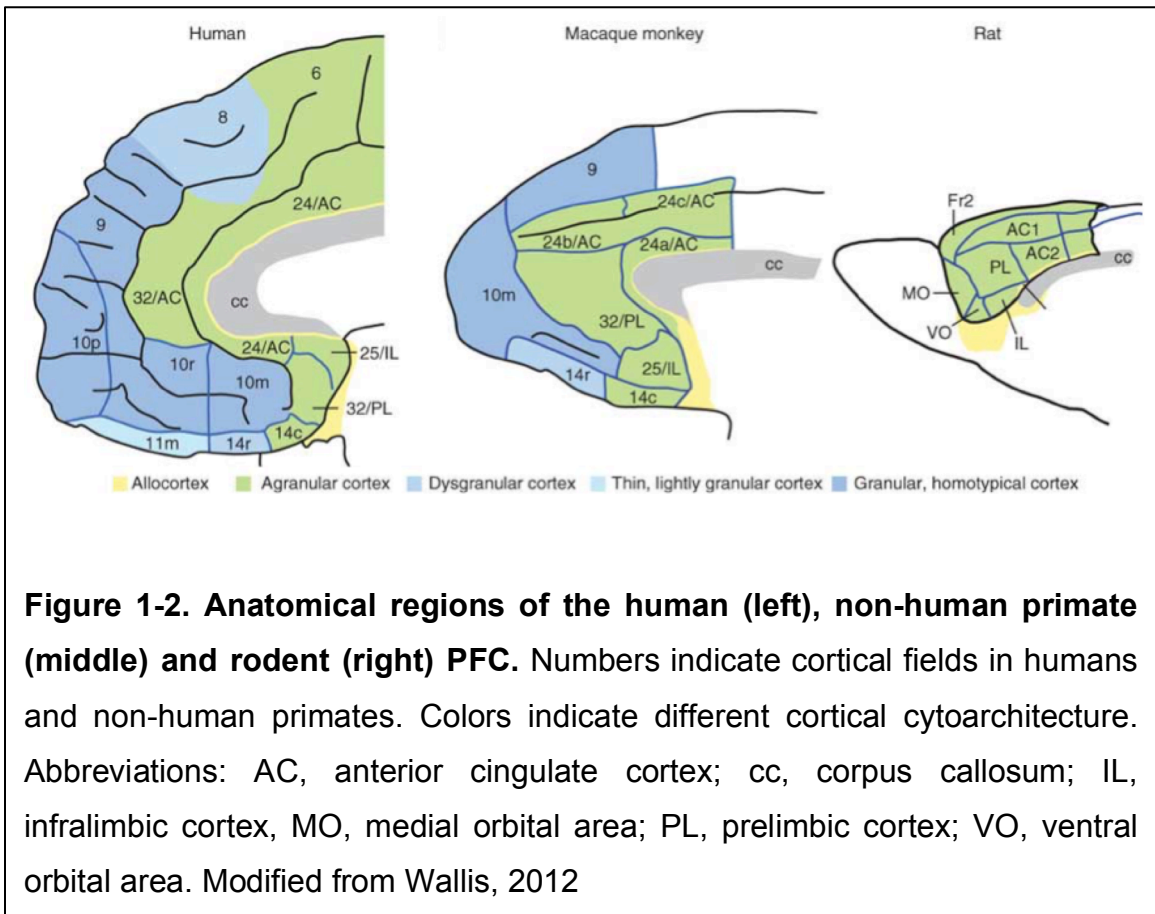 Human
Macaque monkey
Rat
6
8
9
24/AC
cc
32/AC
10p
10r
10m
24/AC
25/IL
32/PL
14c
14r
11m
9
24c/AC
24b/AC
24a/AC
cc
10m
32/PL
25/IL
14r
14c
Fr2
AC1
AC2
PL
cc
MO
VO
IL
Allocortex Agranular cortex Dysgranular cortex Thin, lightly granular cortex Granular, homotypical cortex
Figure 1-2. Anatomical regions of the human (left), non-human primate
(middle) and rodent (right) PFC. Numbers indicate cortical fields in humans
and non-human primates. Colors indicate different cortical cytoarchitecture.
Abbreviations: AC, anterior cingulate cortex; cc, corpus callosum; IL,
infralimbic cortex, MO, medial orbital area; PL, prelimbic cortex; VO, ventral
orbital area. Modified from Wallis, 2012